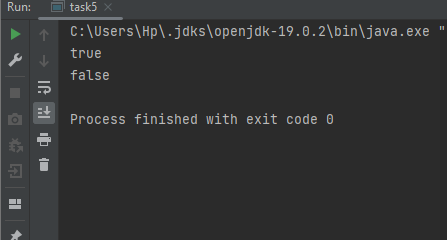 Run: task5
C:\Users\Hp\.jdks\openjdk-19.0.2\bin\java.exe "
true
false
Process finished with exit code 0